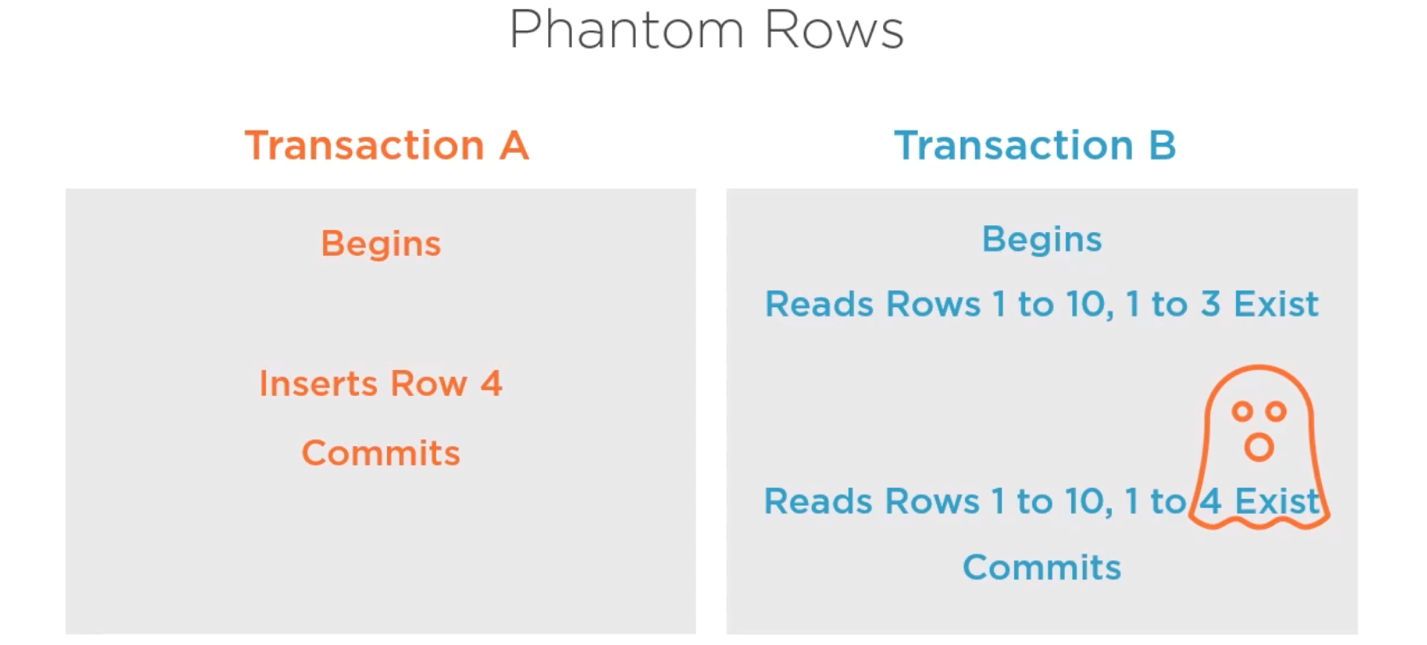 Phantom Rows
Transaction A
Begins
Inserts Row 4
Commits
Transaction B
Begins
Reads Rows 1 to 10, 1 to 3 Exist
Reads Rows 1 to 10, 1 to 4 Exist
Commits